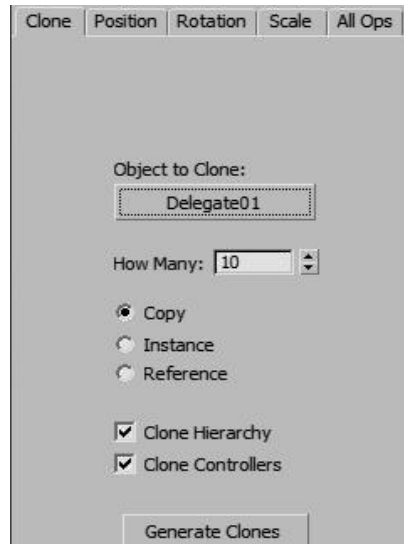 Clone Position Rotation Scale All Ops
Object to Clone:
Delegate01
How Many: 10
Copy
Instance
Reference
Clone Hierarchy
Clone Controllers
Generate Clones